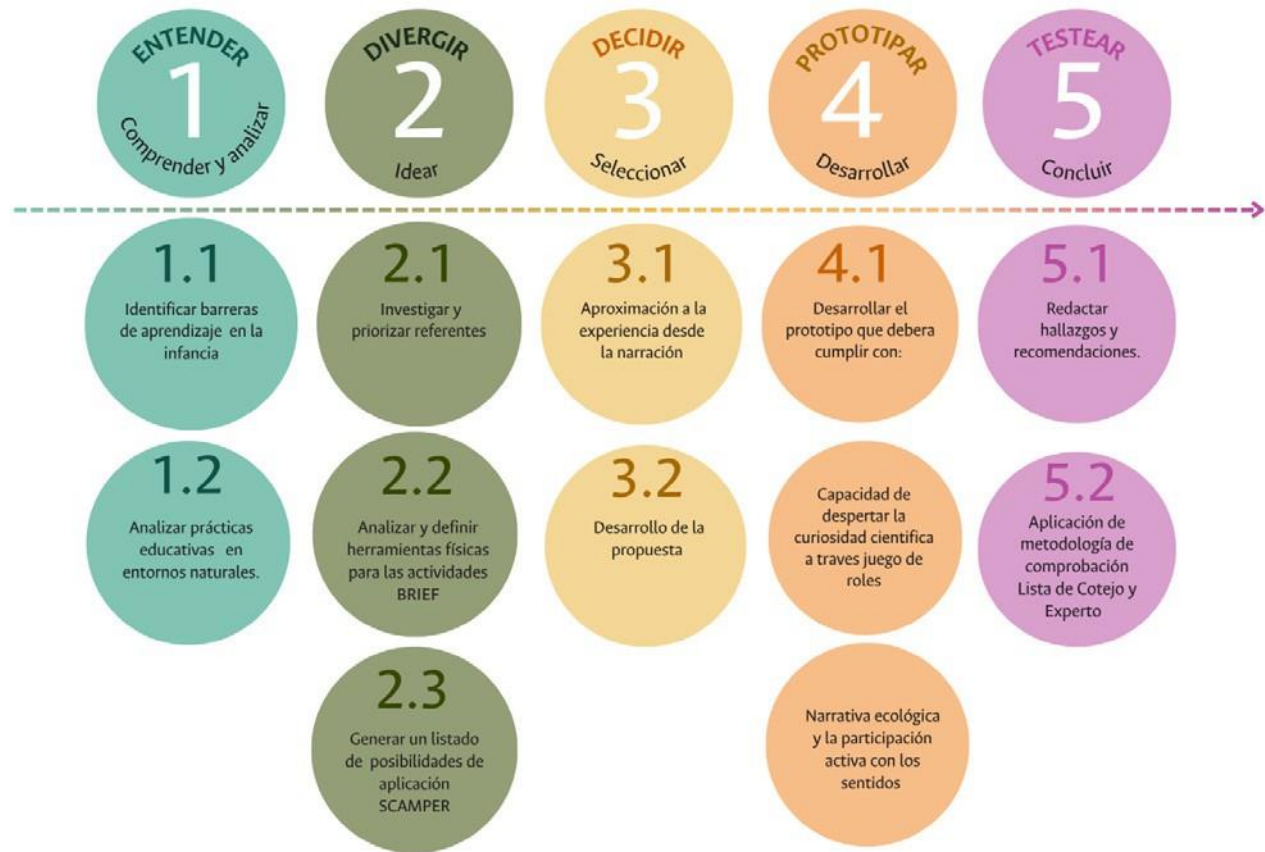 ENTENDER
1
Comprender y analizar
DIVERGIR
2
Idear
DECIDIR
3
Seleccionar
PROTOTIPAR
4
Desarrollar
TESTEAR
5
Concluir
1.1
Identificar barreras
de aprendizaje en la
infancia
2.1
Investigar y
priorizar referentes
3.1
Aproximación a la
experiencia desde
la narración
4.1
Desarrollar el
prototipo que debera
cumplir con:
5.1
Redactar
hallazgos y
recomendaciones.
1.2
Analizar prácticas
educativas en
entornos naturales.
2.2
Analizar y definir
herramientas físicas
para las actividades
BRIEF
3.2
Desarrollo de la
propuesta
Capacidad de
despertar la
curiosidad cientifica
a traves juego de
roles
5.2
Aplicación de
metodología de
comprobación
Lista de Cotejo y
Experto
2.3
Generar un listado
de posibilidades de
aplicación
SCAMPER
Narrativa ecológica
y la participación
activa con los
sentidos